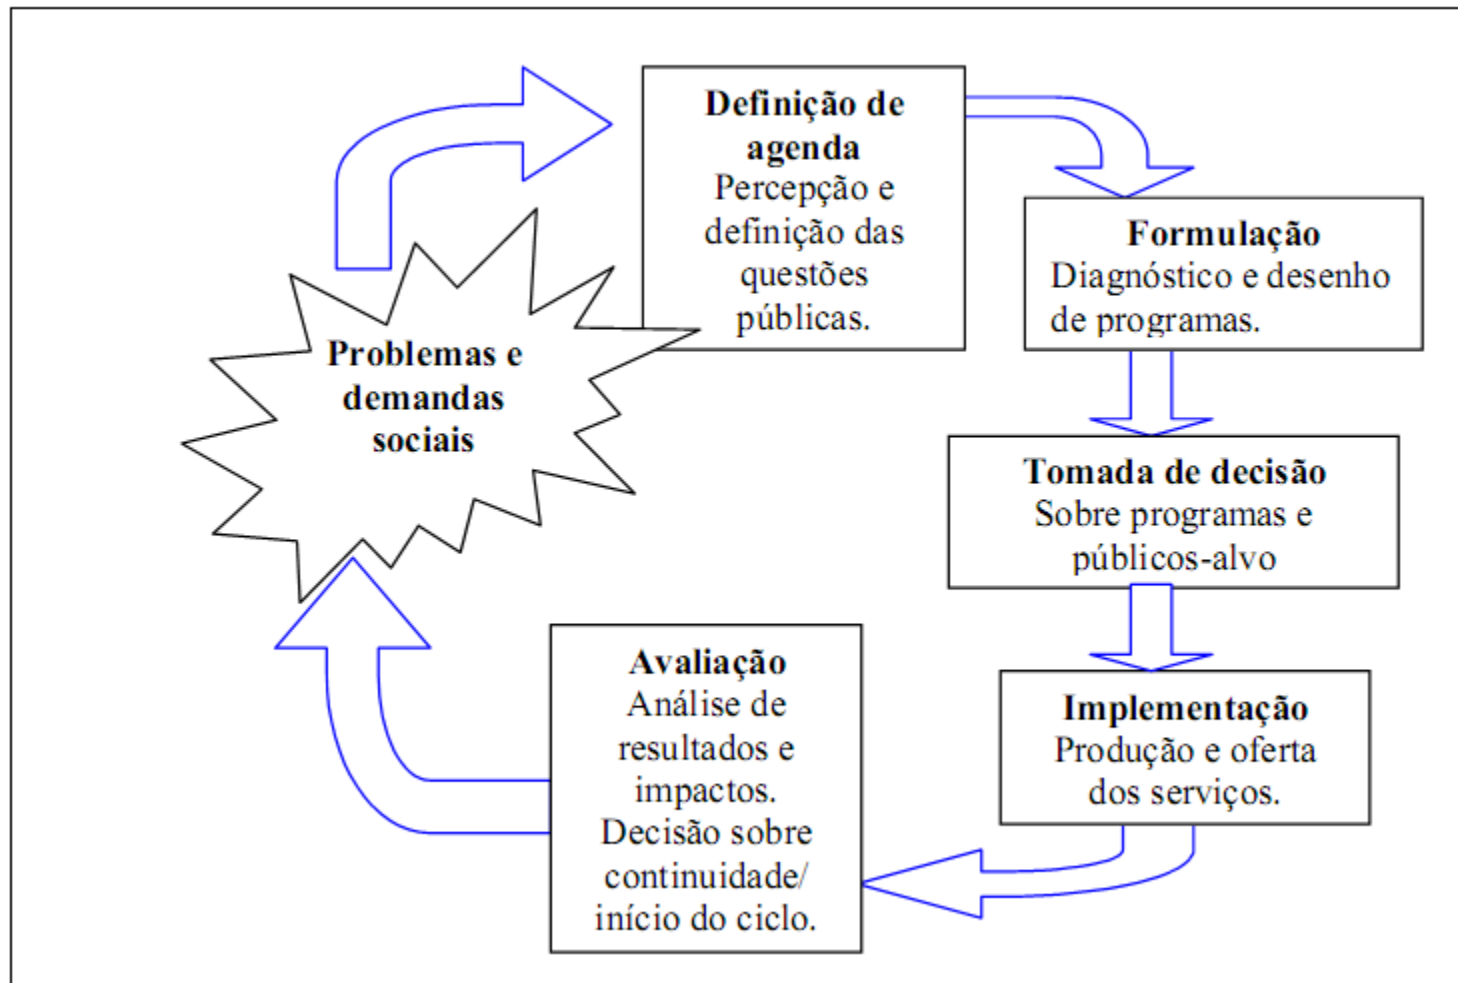 Definição de
agenda
Percepção e
definição das
questões
públicas.
Formulação
Diagnóstico e desenho
de programas.
Problemas e
demandas
sociais
Tomada de decisão
Sobre programas e
públicos-alvo
Implementação
Produção e oferta
dos serviços.
Avaliação
Análise de
resultados e
impactos.
Decisão sobre
continuidade/
início do ciclo.